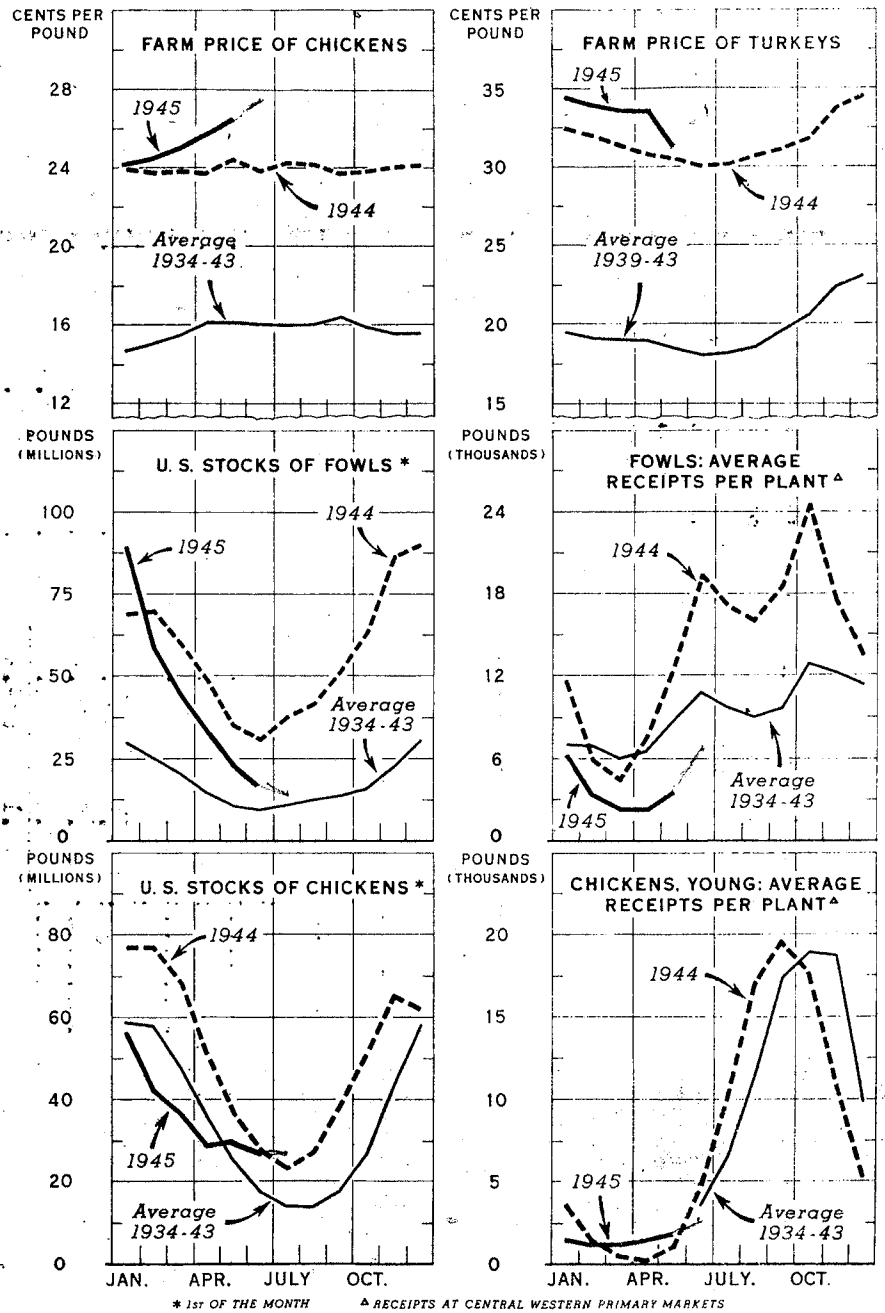 CENTS PER
POUND
FARM PRICE OF CHICKENS
28
1945
24
1944
20
Average
1934-43
16
12
CENTS PER
POUND
FARM PRICE OF TURKEYS
35
1945
30
1944
25
Average
1939-43
20
15
POUNDS
(MILLIONS)
U.S. STOCKS OF FOWLS *
100
1944
1945
75
50
Average
1934-43
25
0
POUNDS
(THOUSANDS)
FOWLS: AVERAGE
RECEIPTS PER PLANT △
24
1944
18
12
6
Average
1934-43
1945
0
POUNDS
(MILLIONS)
U.S. STOCKS OF CHICKENS *
80
1944
60
40
1945
20
Average
1934-43
0
JAN. APR. JULY OCT.
POUNDS
(THOUSANDS)
CHICKENS, YOUNG: AVERAGE
RECEIPTS PER PLANT △
20
1944
15
10
5
1945
Average
1934-43
0
JAN. APR. JULY OCT.
* 1ST OF THE MONTH △ RECEIPTS AT CENTRAL WESTERN PRIMARY MARKETS